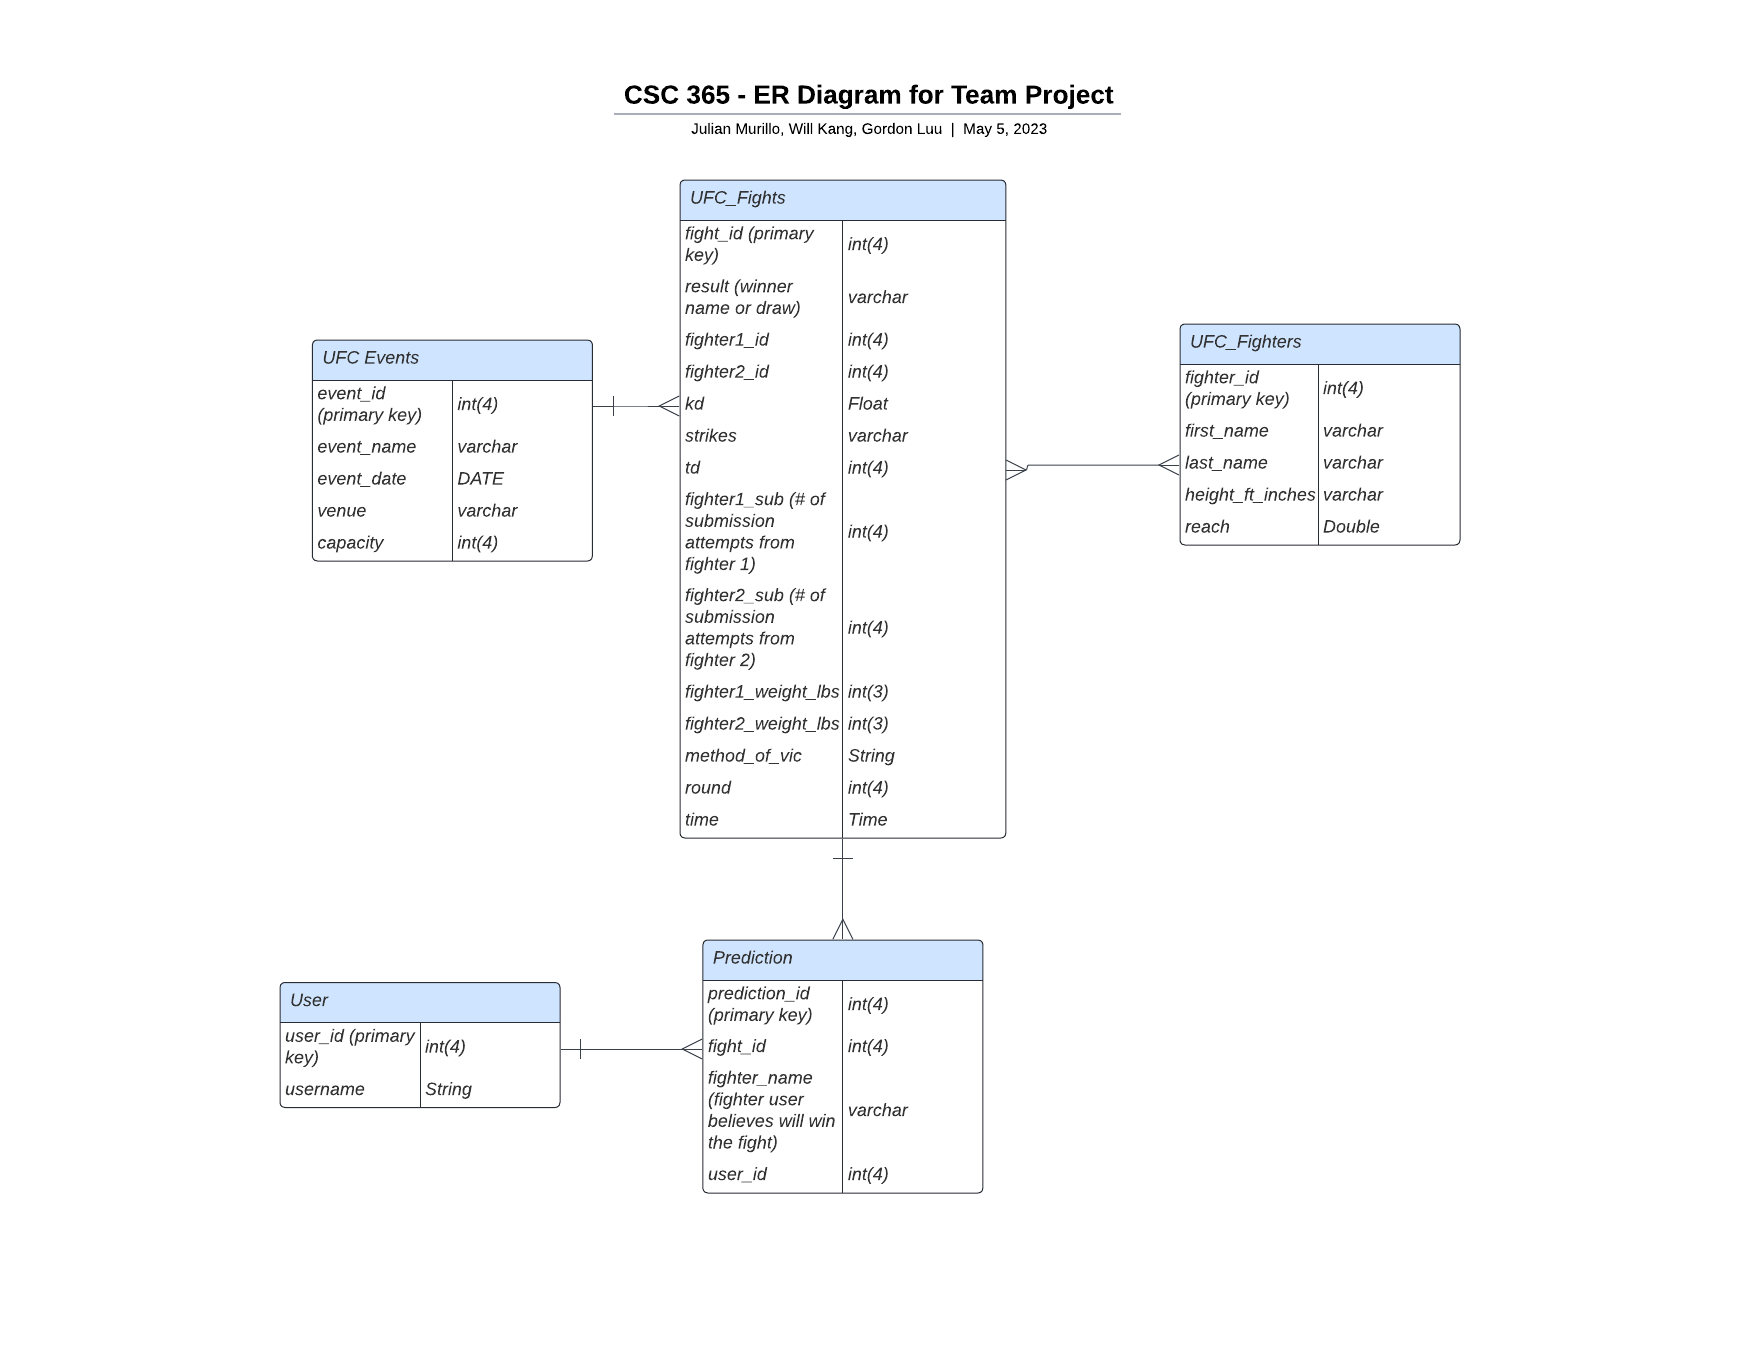 CSC 365 - ER Diagram for Team Project
Julian Murillo, Will Kang, Gordon Luu | May 5, 2023
UFC_Fights
fight_id (primary
key)
int(4)
result (winner
name or draw)
varchar
fighter1_id
int(4)
fighter2_id
int(4)
kd
Float
strikes
varchar
td
int(4)
fighter1_sub (# of
submission
attempts from
fighter 1)
int(4)
fighter2_sub (# of
submission
attempts from
fighter 2)
int(4)
fighter1_weight_lbs
int(3)
fighter2_weight_lbs
int(3)
method_of_vic
String
round
int(4)
time
Time
UFC Events
event_id
(primary key)
int(4)
event_name
varchar
event_date
DATE
venue
varchar
capacity
int(4)
UFC_Fighters
fighter_id
(primary key)
int(4)
first_name
varchar
last_name
varchar
height_ft_inches
varchar
reach
Double
Prediction
prediction_id
(primary key)
int(4)
fight_id
int(4)
fighter_name
(fighter user
believes will win
the fight)
varchar
user_id
int(4)
User
user_id (primary
key)
int(4)
username
String